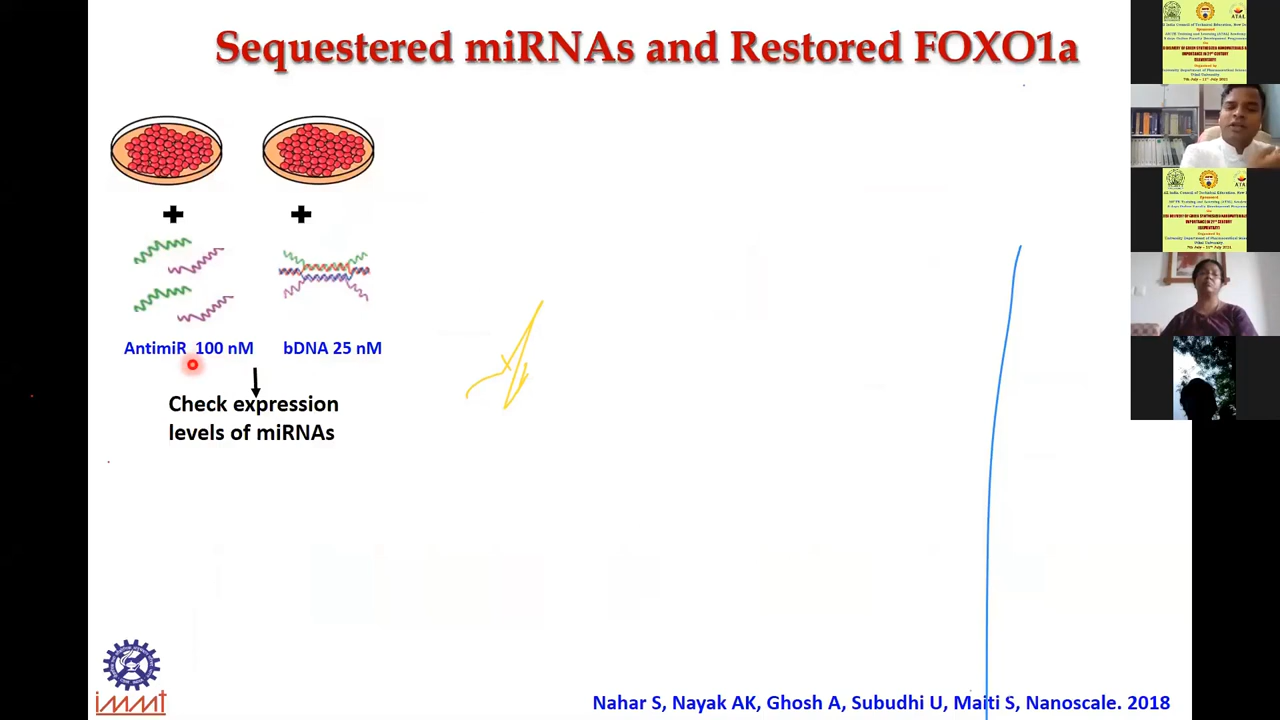 Sequestered miRNAs and Restored FOXO1a
+ +
AntimiR 100 nM bDNA 25 nM
Check expression
levels of miRNAs
immt
Nahar S, Nayak AK, Ghosh A, Subudhi U, Maiti S, Nanoscale. 2018